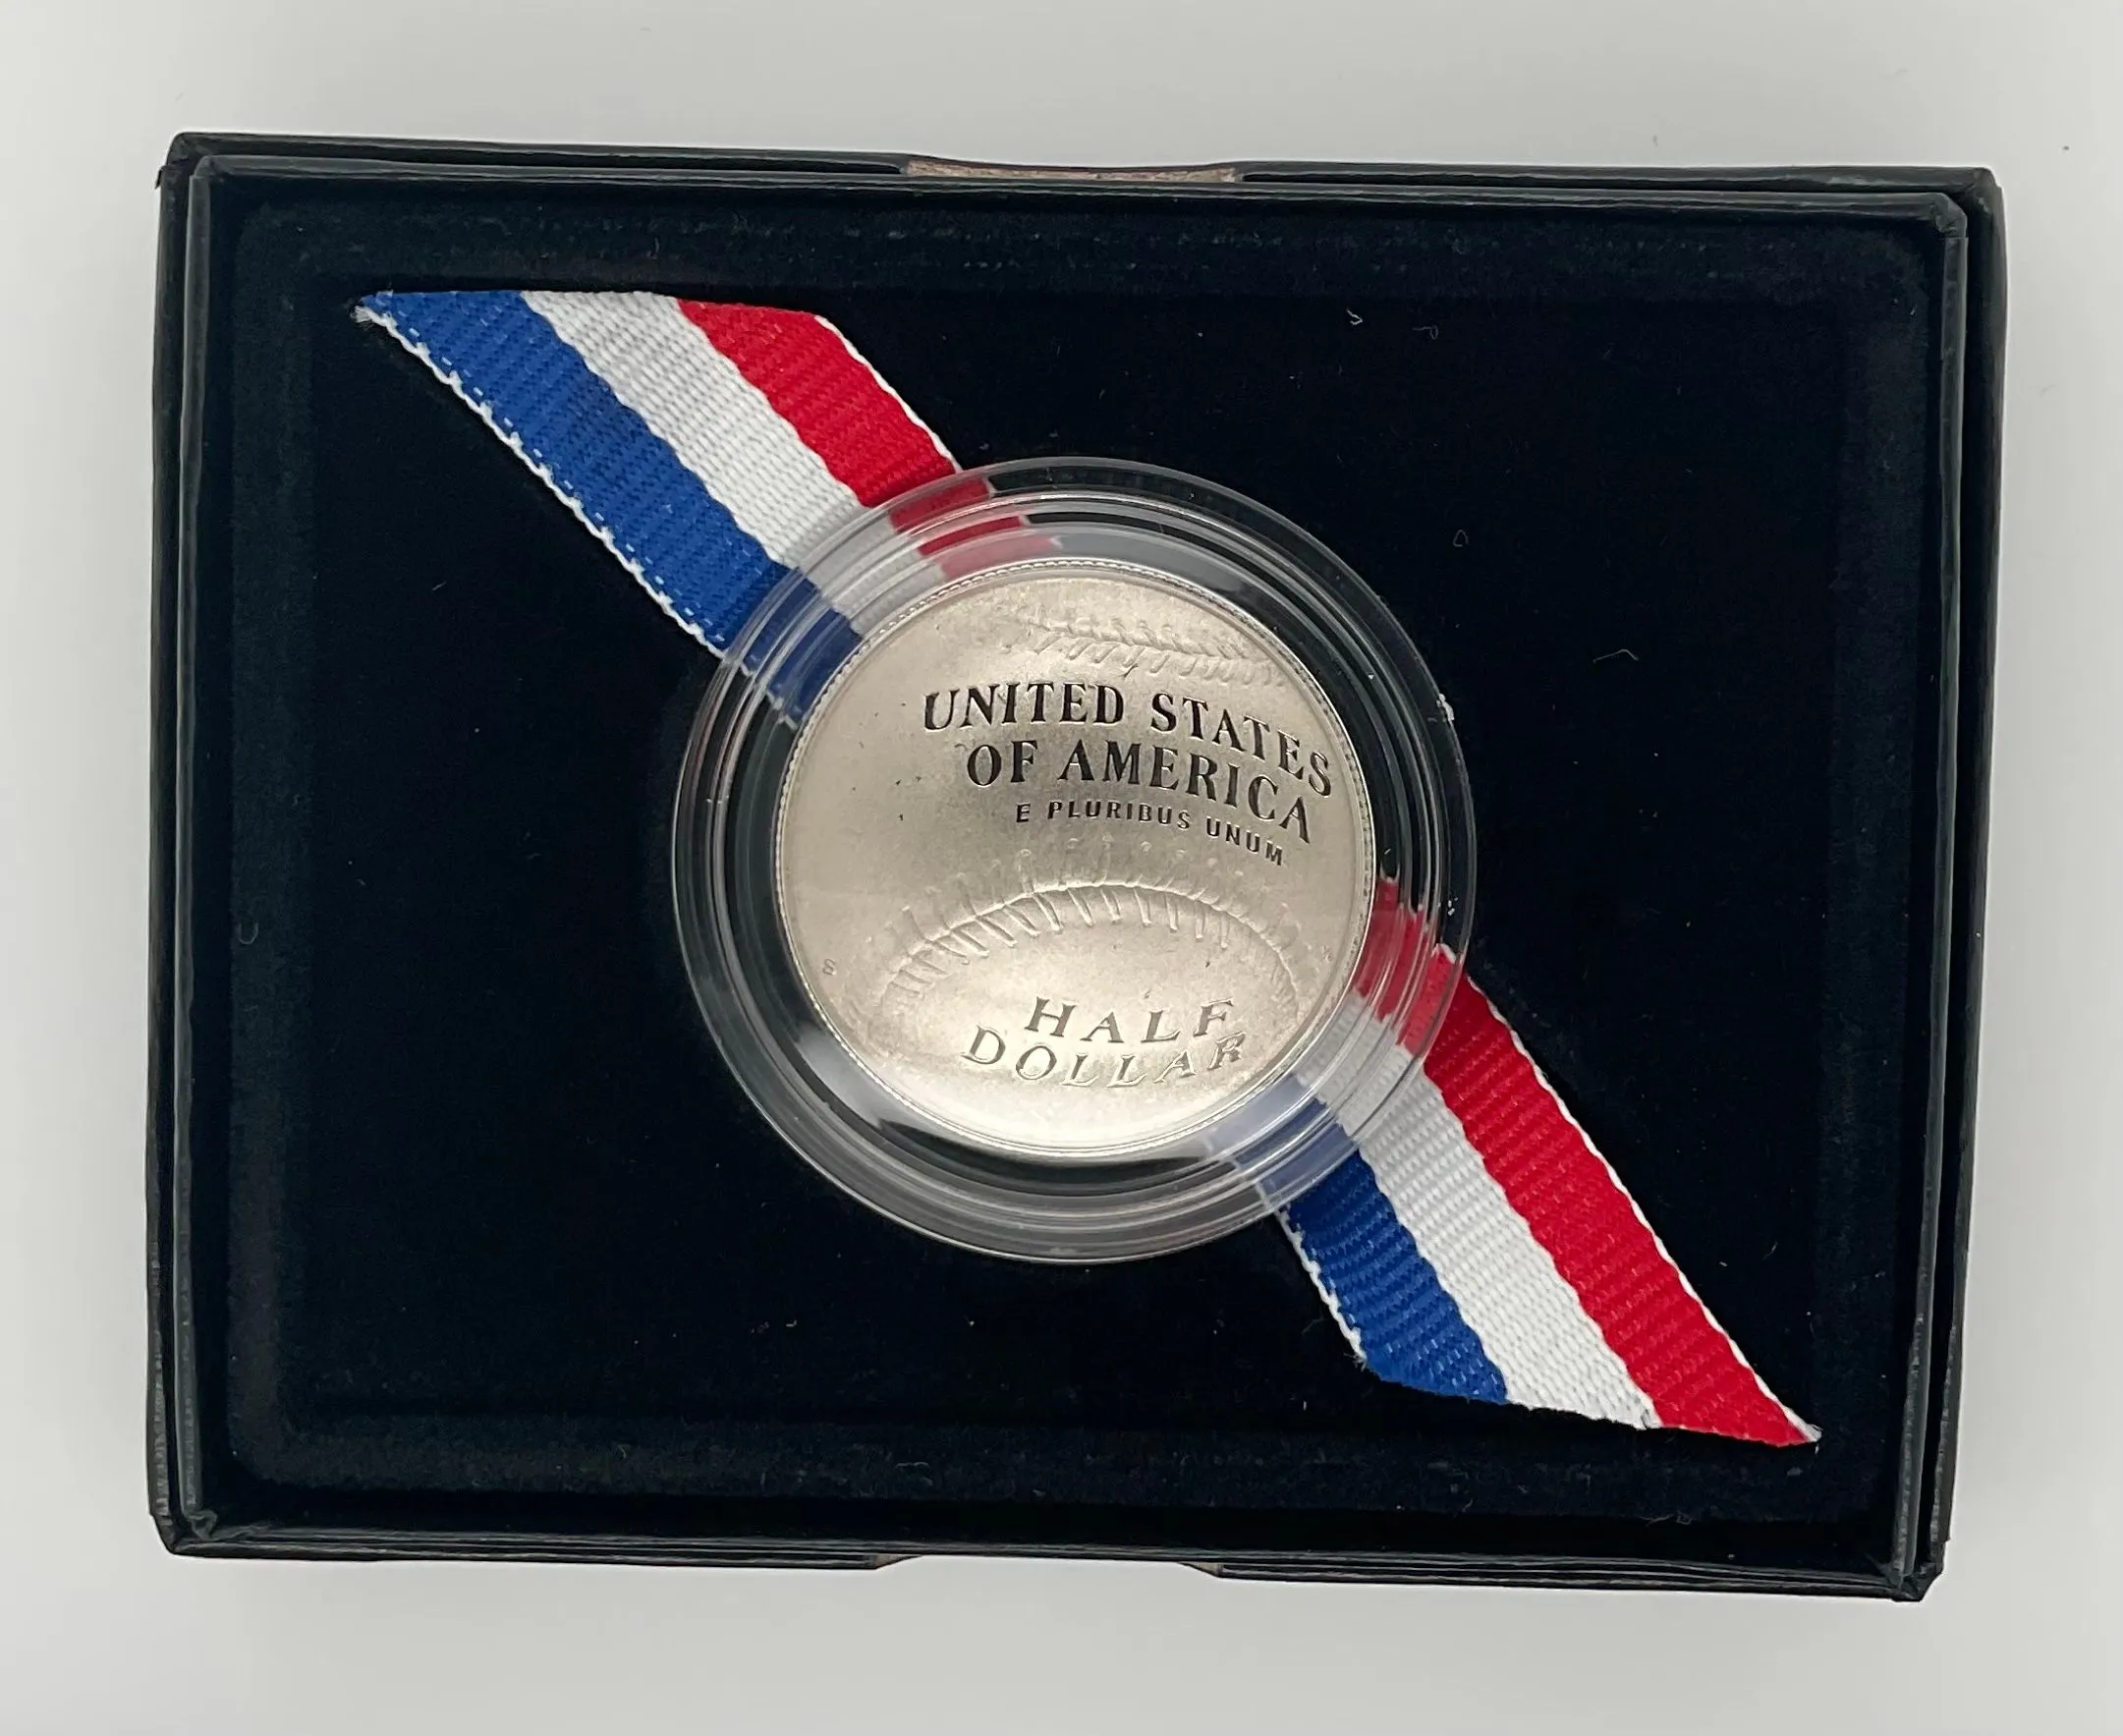 UNITED STATES
OF AMERICA
E PLURIBUS UNUM
S
HALF
DOLLAR